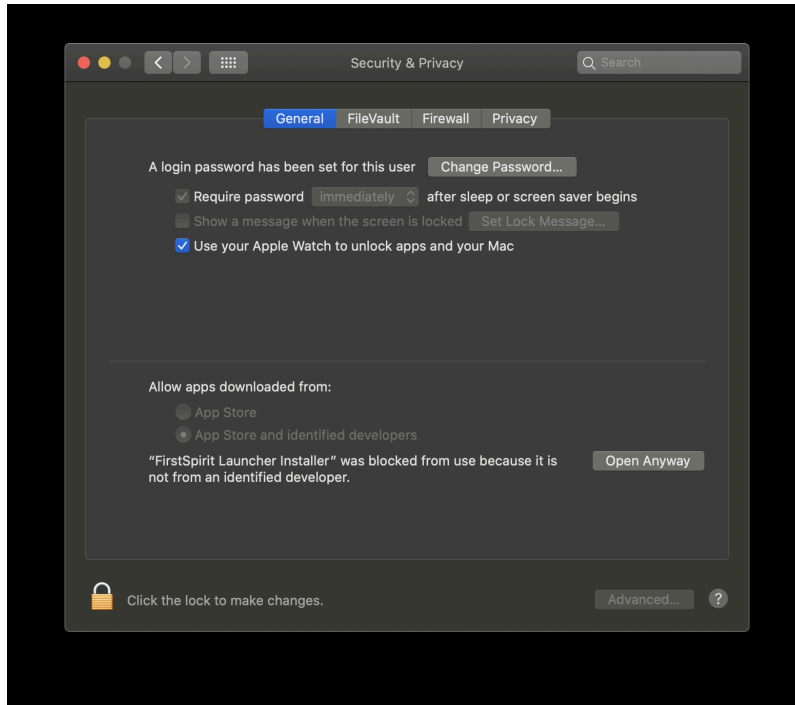 Security & Privacy
Search
General FileVault Firewall Privacy
A login password has been set for this user Change Password...
Require password immediately after sleep or screen saver begins
Show a message when the screen is locked Set Lock Message...
Use your Apple Watch to unlock apps and your Mac
Allow apps downloaded from:
App Store
App Store and identified developers
“FirstSpirit Launcher Installer” was blocked from use because it is
not from an identified developer.
Open Anyway
Click the lock to make changes.
Advanced...
?